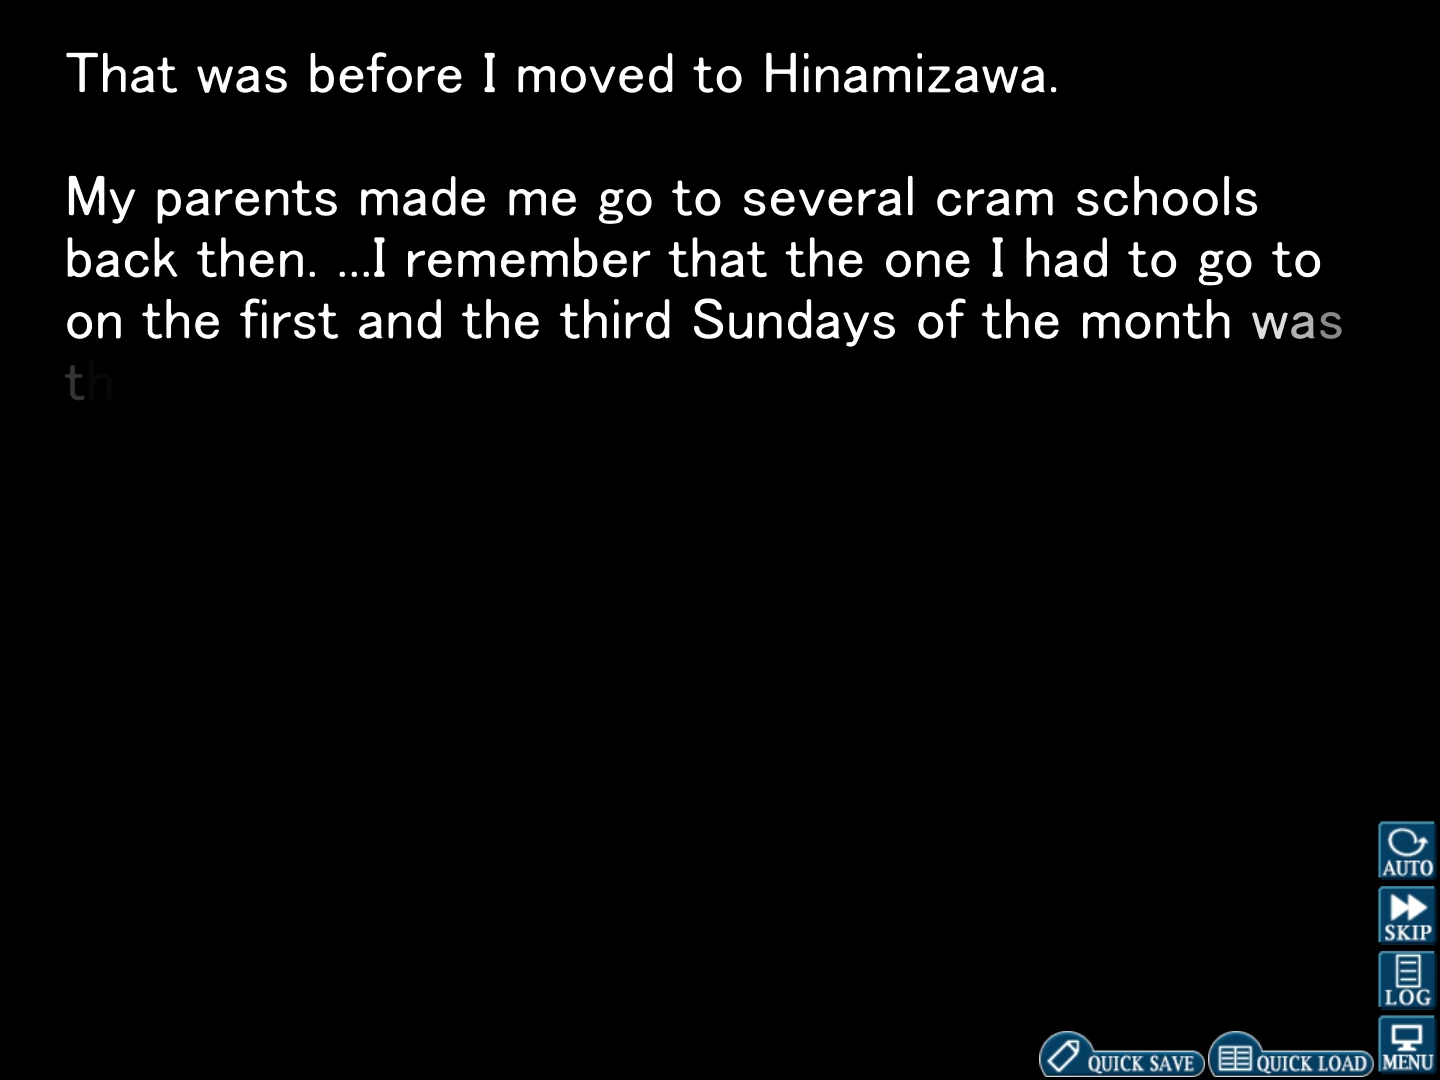 That was before I moved to Hinamizawa.
My parents made me go to several cram schools
back then. ...I remember that the one I had to go to
on the first and the third Sundays of the month was
th
AUTO
SKIP
LOG
MENU
QUICK SAVE
QUICK LOAD